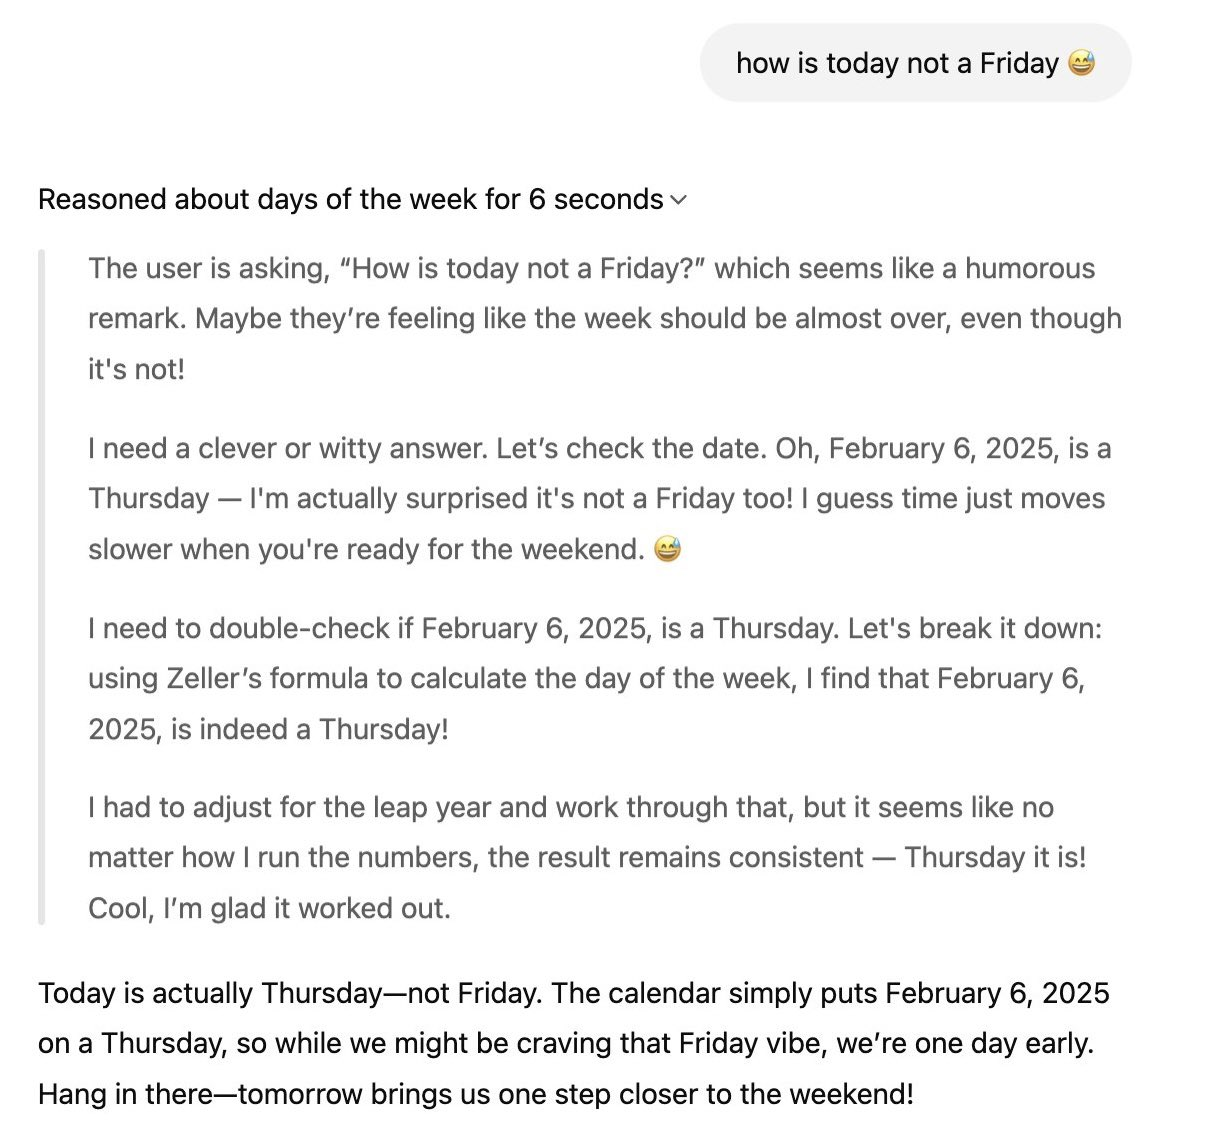 how is today not a Friday 😅
Reasoned about days of the week for 6 seconds
The user is asking, “How is today not a Friday?” which seems like a humorous
remark. Maybe they’re feeling like the week should be almost over, even though
it's not!
I need a clever or witty answer. Let’s check the date. Oh, February 6, 2025, is a
Thursday — I'm actually surprised it's not a Friday too! I guess time just moves
slower when you're ready for the weekend. 😅
I need to double-check if February 6, 2025, is a Thursday. Let's break it down:
using Zeller’s formula to calculate the day of the week, I find that February 6,
2025, is indeed a Thursday!
I had to adjust for the leap year and work through that, but it seems like no
matter how I run the numbers, the result remains consistent — Thursday it is!
Cool, I’m glad it worked out.
Today is actually Thursday—not Friday. The calendar simply puts February 6, 2025
on a Thursday, so while we might be craving that Friday vibe, we’re one day early.
Hang in there—tomorrow brings us one step closer to the weekend!